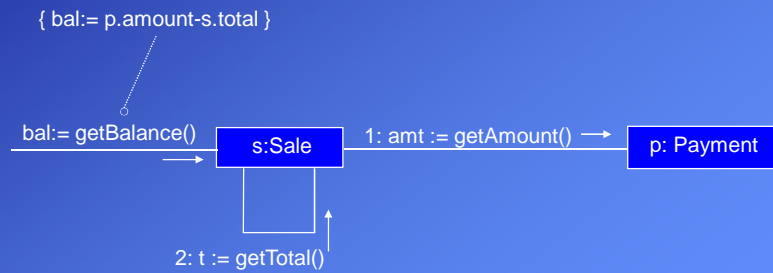 { bal:= p.amount-s.total }
bal:= getBalance()
s:Sale
1: amt := getAmount()
p: Payment
2: t := getTotal()